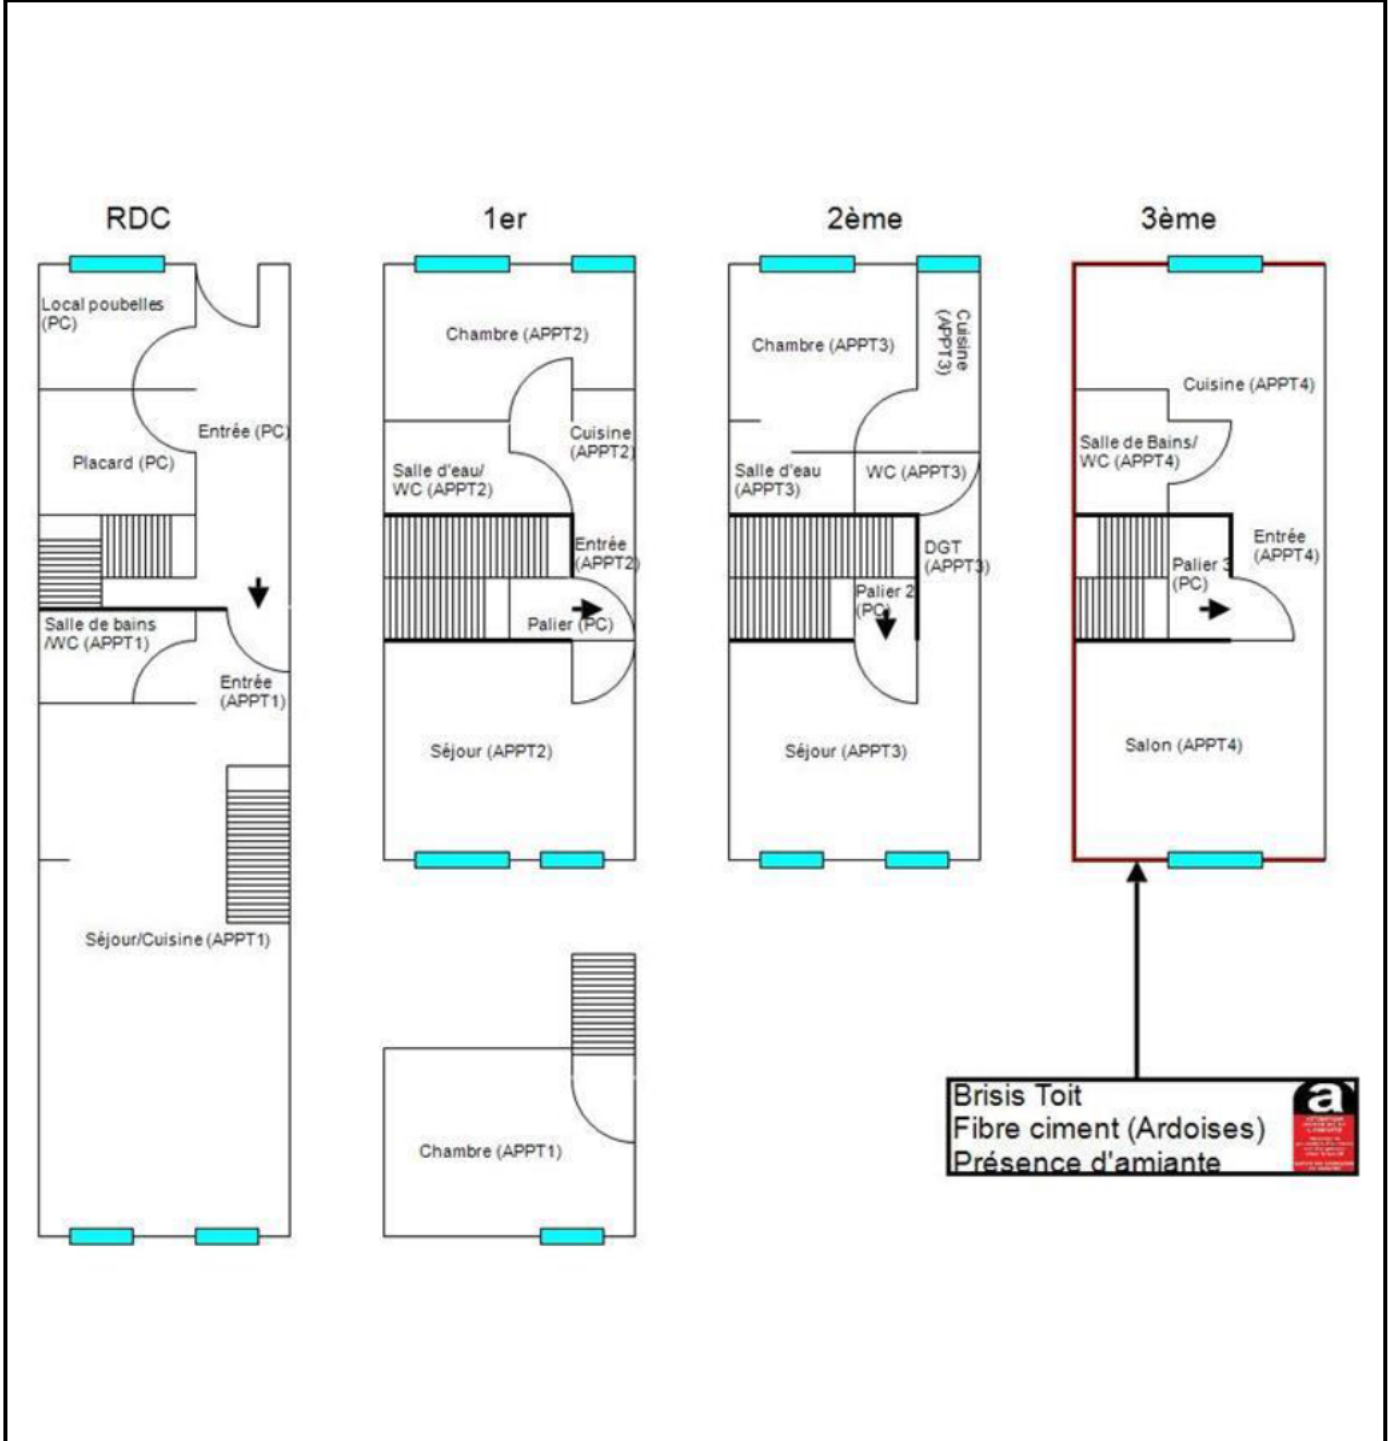 RDC
1er
2ème
3ème
Local poubelles
(PC)
Entrée (PC)
Placard (PC)
Salle de bains
/WC (APPT1)
Entrée
(APPT1)
Séjour/Cuisine (APPT1)
Chambre (APPT2)
Cuisine
(APPT2)
Salle d'eau/
WC (APPT2)
Entrée
(APPT2)
Palier (PC)
Séjour (APPT2)
Chambre (APPT1)
Chambre (APPT3)
Cuisine
(APPT3)
Salle d'eau
(APPT3)
WC (APPT3)
DGT
(APPT3)
Palier 2
(PC)
Séjour (APPT3)
Cuisine (APPT4)
Salle de Bains/
WC (APPT4)
Entrée
(APPT4)
Palier 3
(PC)
Salon (APPT4)
Brisis Toit
Fibre ciment (Ardoises)
Présence d'amiante
a